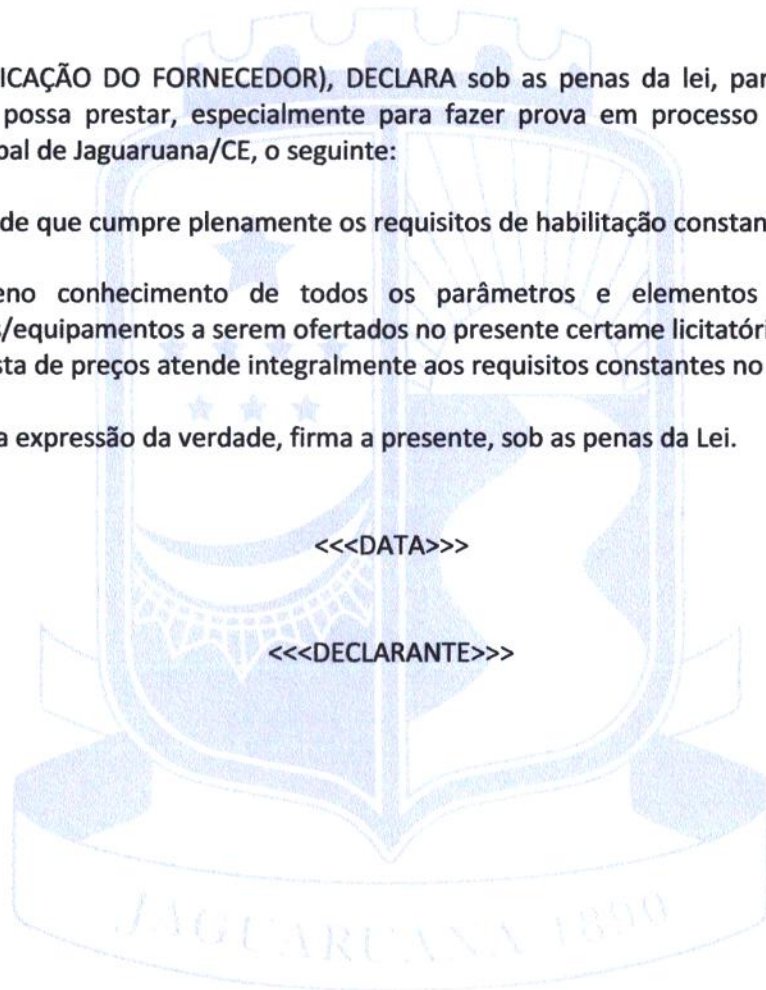 ICAÇÃO DO FORNECEDOR), DECLARA sob as penas da lei, par
possa prestar, especialmente para fazer prova em processo
pal de Jaguaruana/CE, o seguinte:
de que cumpre plenamente os requisitos de habilitação constan
eno conhecimento de todos os parâmetros e elementos
s/equipamentos a serem ofertados no presente certame licitatóri
sta de preços atende integralmente aos requisitos constantes no
a expressão da verdade, firma a presente, sob as penas da Lei.
<<<DATA>>>
<<<DECLARANTE>>>
JAGUARUANA 1890